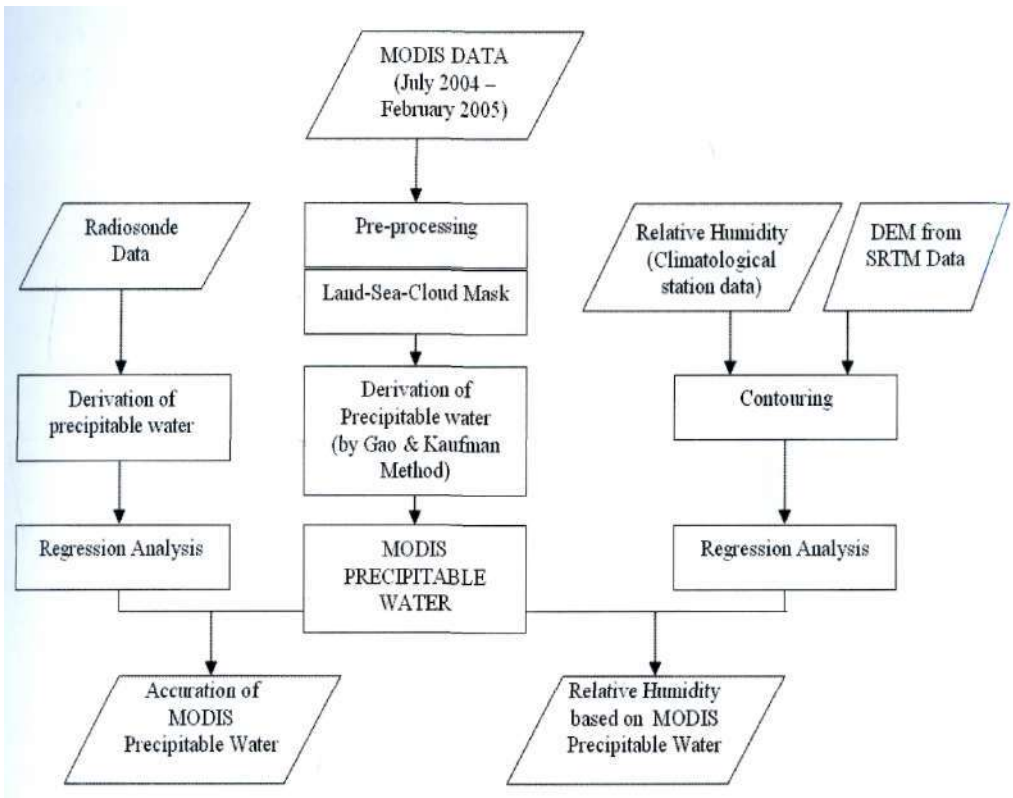 MODIS DATA
(July 2004 –
February 2005)
Radiosonde
Data
Pre-processing
Relative Humidity
(Climatological
station data)
DEM from
SRTM Data
Land-Sea-Cloud Mask
Derivation of
precipitable water
Derivation of
Precipitable water
(by Gao & Kaufman
Method)
Contouring
Regression Analysis
MODIS
PRECIPITABLE
WATER
Regression Analysis
Accuration of
MODIS
Precipitable Water
Relative Humidity
based on MODIS
Precipitable Water